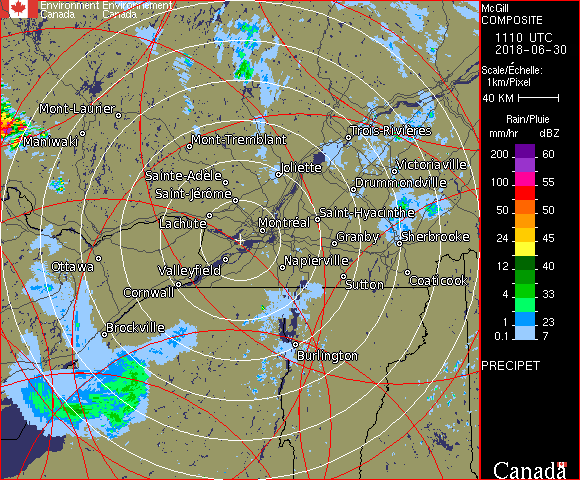 Environment Environnement
Canada Canada
McGill
COMPOSITE
1110 UTC
2018-06-30
Scale/Échelle:
1km/Pixel
40 KM
Rain/Pluie
mm/hr dBZ
200 60
100 55
50 50
24 45
12 40
4 33
1 23
0.1 7
PRECIPET
Canada
Mont-Laurier
Maniwaki
Mont-Tremblant
Trois-Rivières
Joliette
Victoriaville
Sainte-Adèle
Drummondville
Saint-Jérôme
Saint-Hyacinthe
Lachute
Montréal
Granby
Sherbrooke
Ottawa
Valleyfield
Napierville
Cornwall
Sutton
Coaticook
Brockville
Burlington